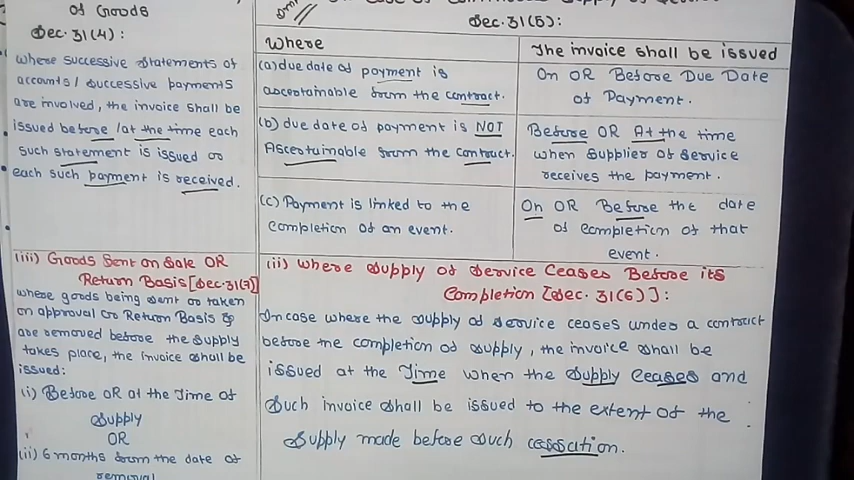 of Goods
Sec. 31(4) :
where successive statements of
accounts / successive payments
are involved, the invoice shall be
issued before /at the time each
such statement is issued or
each such payment is received.
(iii) Goods Sent on Sale OR
Return Basis [Sec. 31(7)]
where goods being sent or taken
on approval or Return Basis &
are removed before the supply
takes place, the invoice shall be
issued:
(i) Before OR at the Time of
Supply
OR
(ii) 6 months from the date of
removal
Sec. 31(5) :
Where
The invoice shall be issued
(a) due date of payment is
ascertainable from the contract.
On OR Before Due Date
of Payment.
(b) due date of payment is NOT
Ascertainable from the contract.
Before OR At the time
when supplier of service
receives the payment.
(c) Payment is linked to the
completion of an event.
On OR Before the date
of completion of that
event.
(ii) Where Supply of Service Ceases Before its
Completion [Sec. 31(6)] :
In case where the supply of service ceases under a contract
before the completion of supply, the invoice shall be
issued at the Time when the supply ceases and
Such invoice shall be issued to the extent of the
Supply made before such cessation.